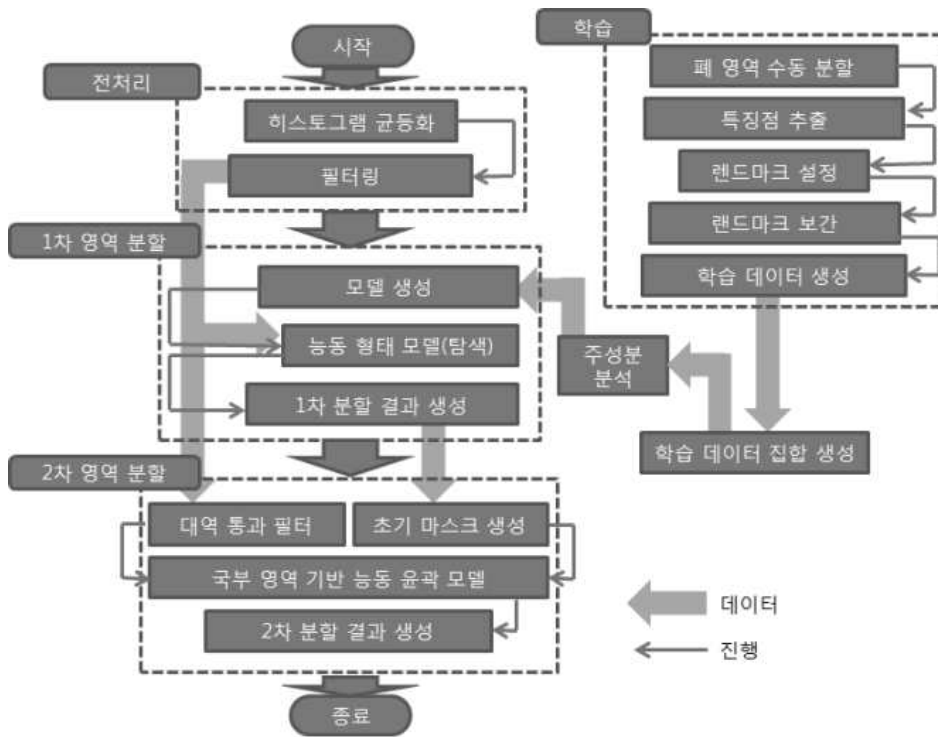 시작
전처리
히스토그램 균등화
필터링
1차 영역 분할
모델 생성
능동 형태 모델(탐색)
1차 분할 결과 생성
2차 영역 분할
대역 통과 필터
초기 마스크 생성
국부 영역 기반 능동 윤곽 모델
2차 분할 결과 생성
종료
학습
폐 영역 수동 분할
특징점 추출
렌드마크 설정
랜드마크 보간
학습 데이터 생성
주성분
분석
학습 데이터 집합 생성
데이터
진행